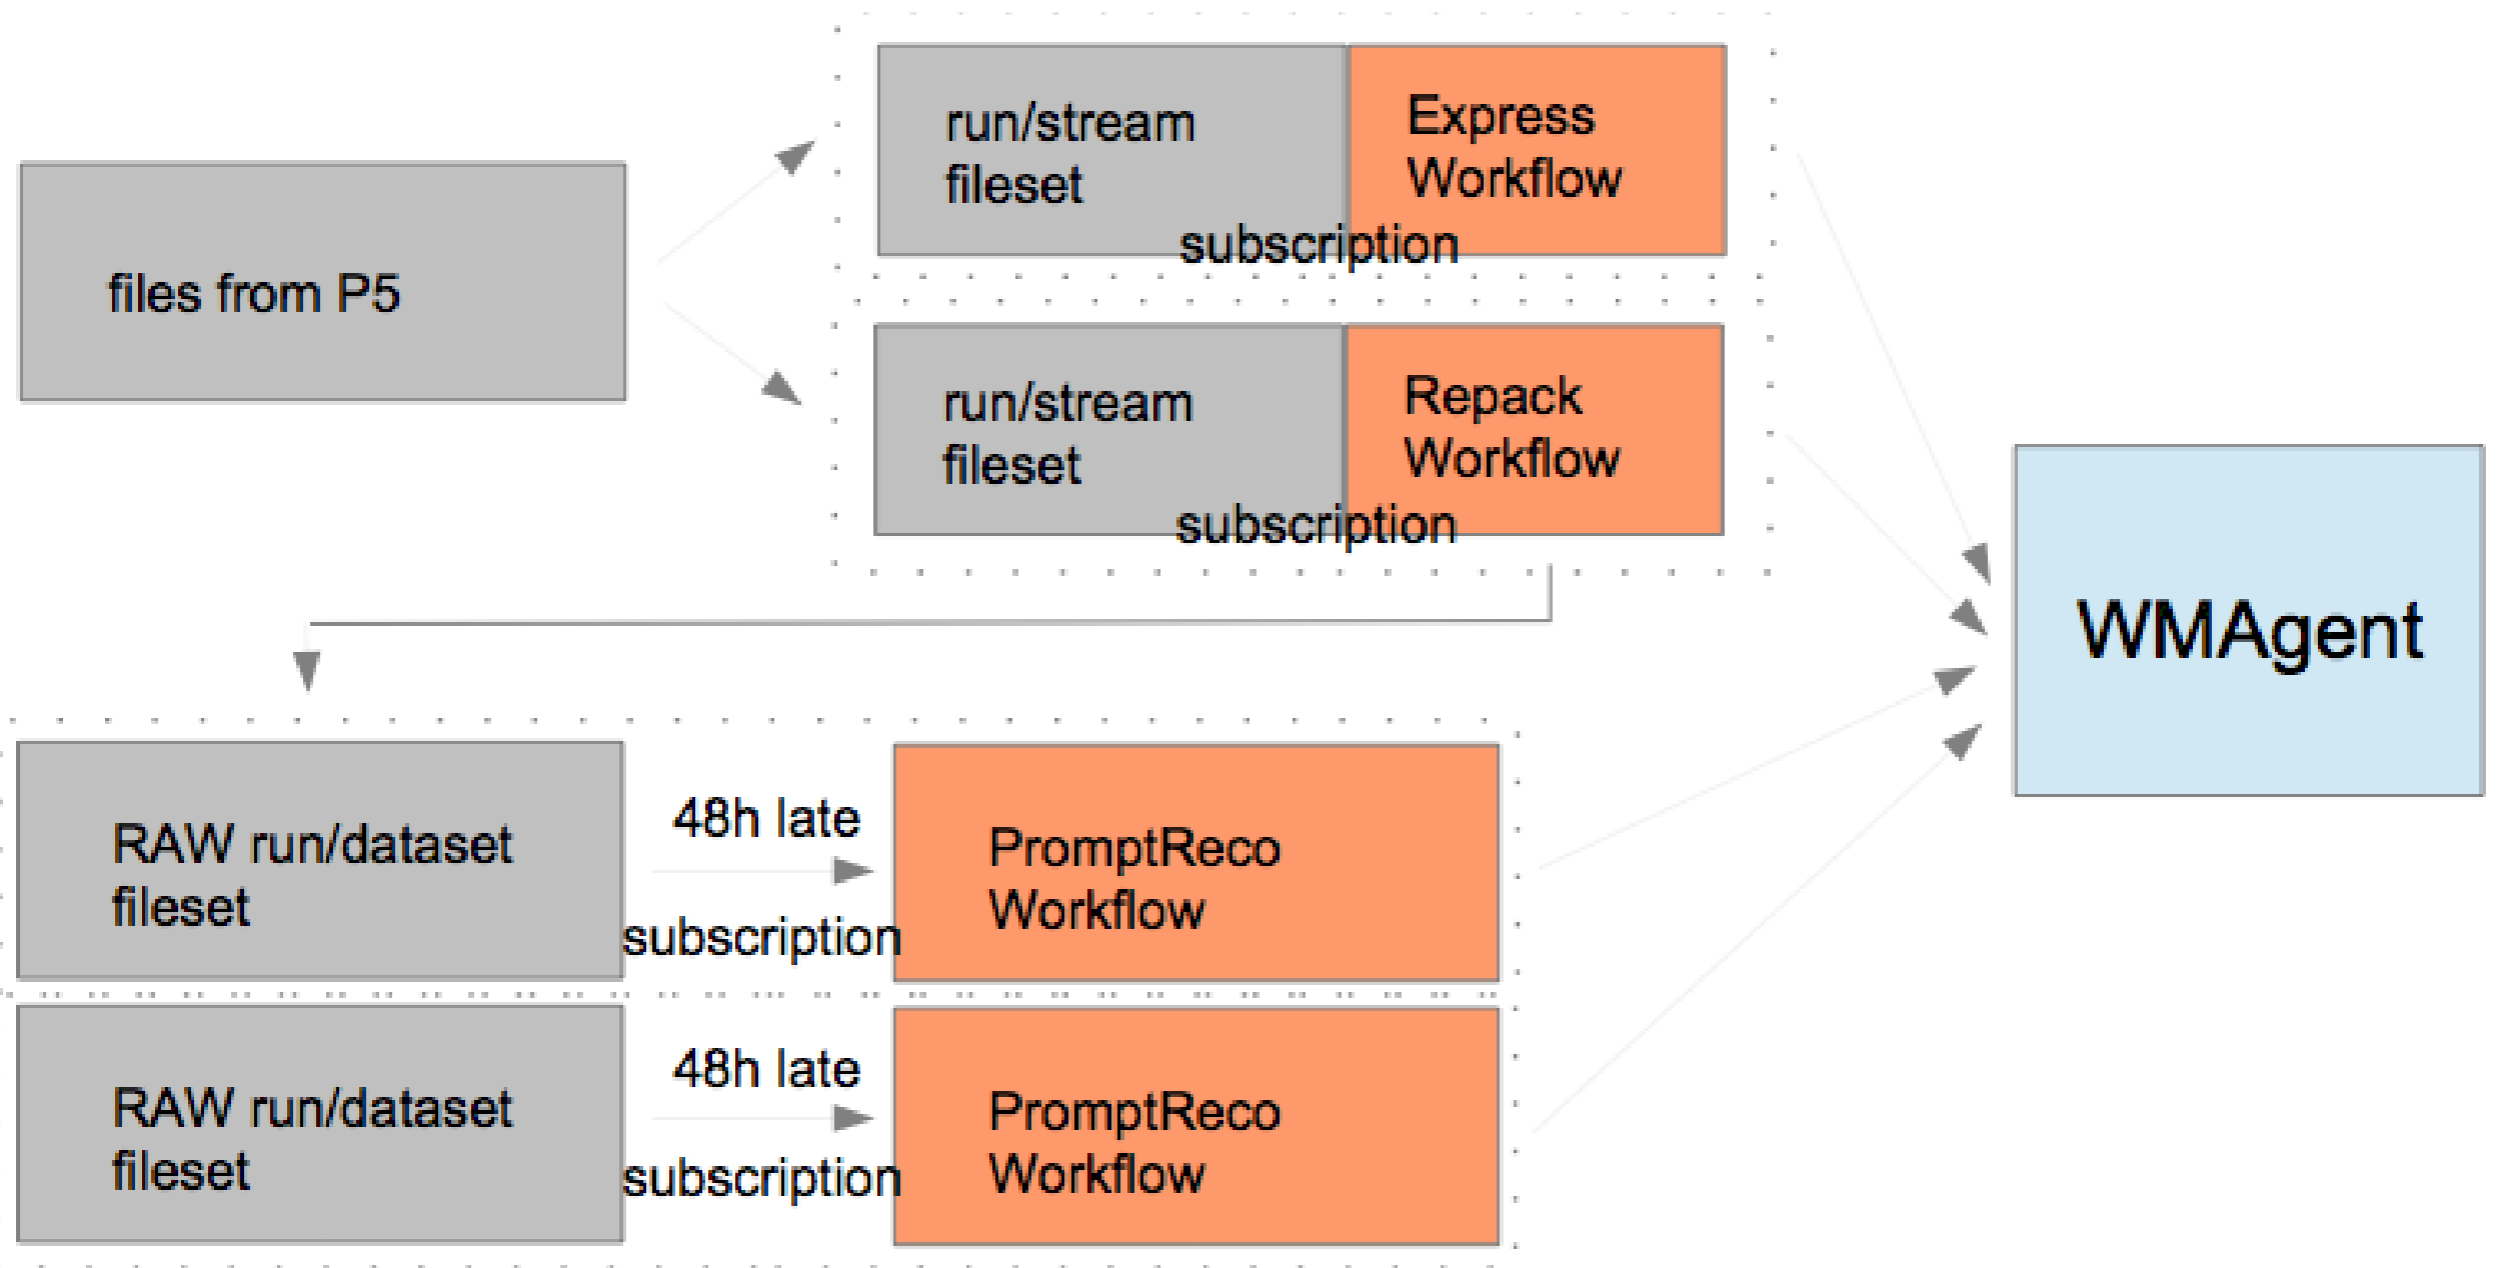 files from P5
run/stream
fileset
Express
Workflow
subscription
run/stream
fileset
Repack
Workflow
subscription
WMAgent
RAW run/dataset
fileset
48h late
subscription
PromptReco
Workflow
RAW run/dataset
fileset
48h late
subscription
PromptReco
Workflow